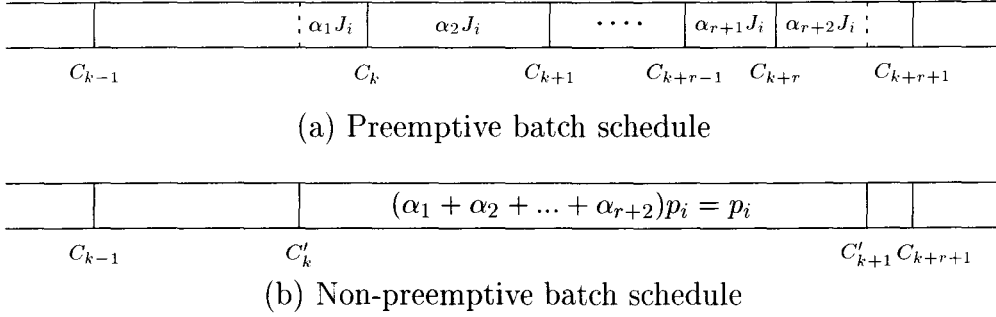 α₁Jᵢ α₂Jᵢ ···· αᵣ₊₁Jᵢ αᵣ₊₂Jᵢ
Cₖ₋₁ Cₖ Cₖ₊₁ Cₖ₊ᵣ₋₁ Cₖ₊ᵣ Cₖ₊ᵣ₊₁
(a) Preemptive batch schedule
(α₁ + α₂ + ... + αᵣ₊₂)pᵢ = pᵢ
Cₖ₋₁ C′ₖ C′ₖ₊₁ Cₖ₊ᵣ₊₁
(b) Non-preemptive batch schedule